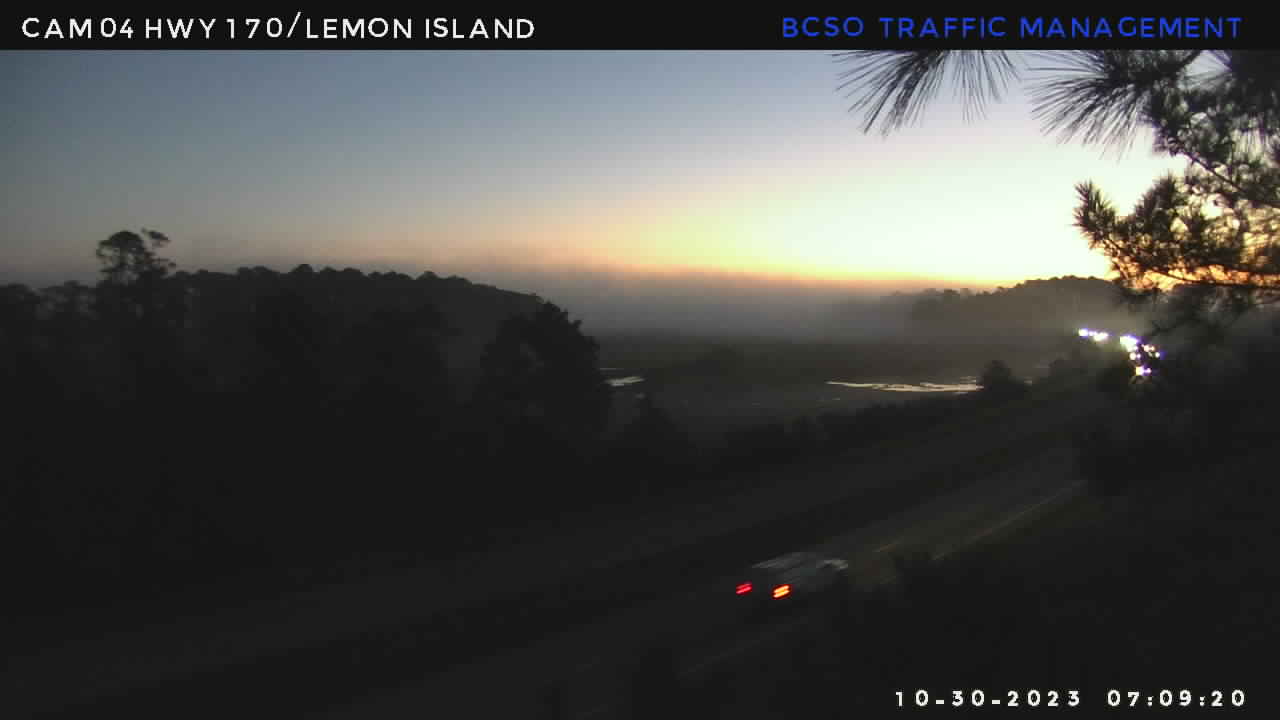 CAM04 HWY 170/LEMON ISLAND
BCSO TRAFFIC MANAGEMENT
10-30-2023 07:09:20